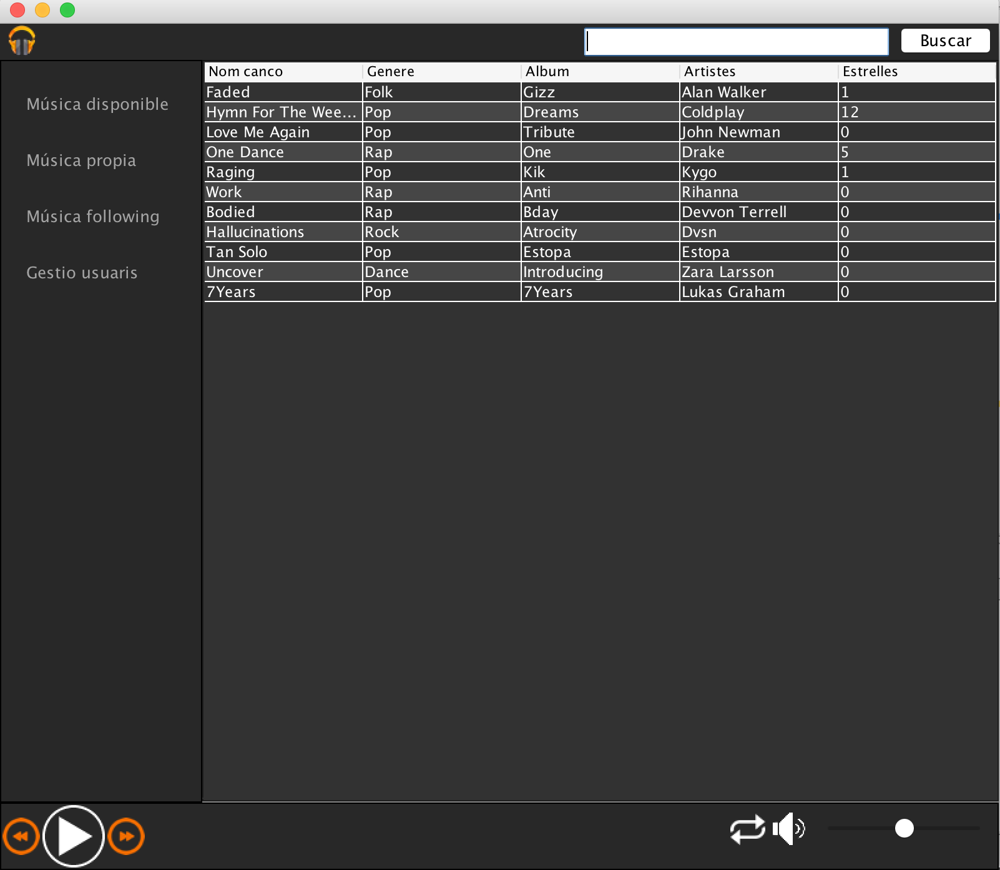 Buscar
Música disponible
Música propia
Música following
Gestio usuaris
Nom canco Genere Album Artistes Estrelles
Faded Folk Gizz Alan Walker 1
Hymn For The Wee... Pop Dreams Coldplay 12
Love Me Again Pop Tribute John Newman 0
One Dance Rap One Drake 5
Raging Pop Kik Kygo 1
Work Rap Anti Rihanna 0
Bodied Rap Bday Devvon Terrell 0
Hallucinations Rock Atrocity Dvsn 0
Tan Solo Pop Estopa Estopa 0
Uncover Dance Introducing Zara Larsson 0
7Years Pop 7Years Lukas Graham 0